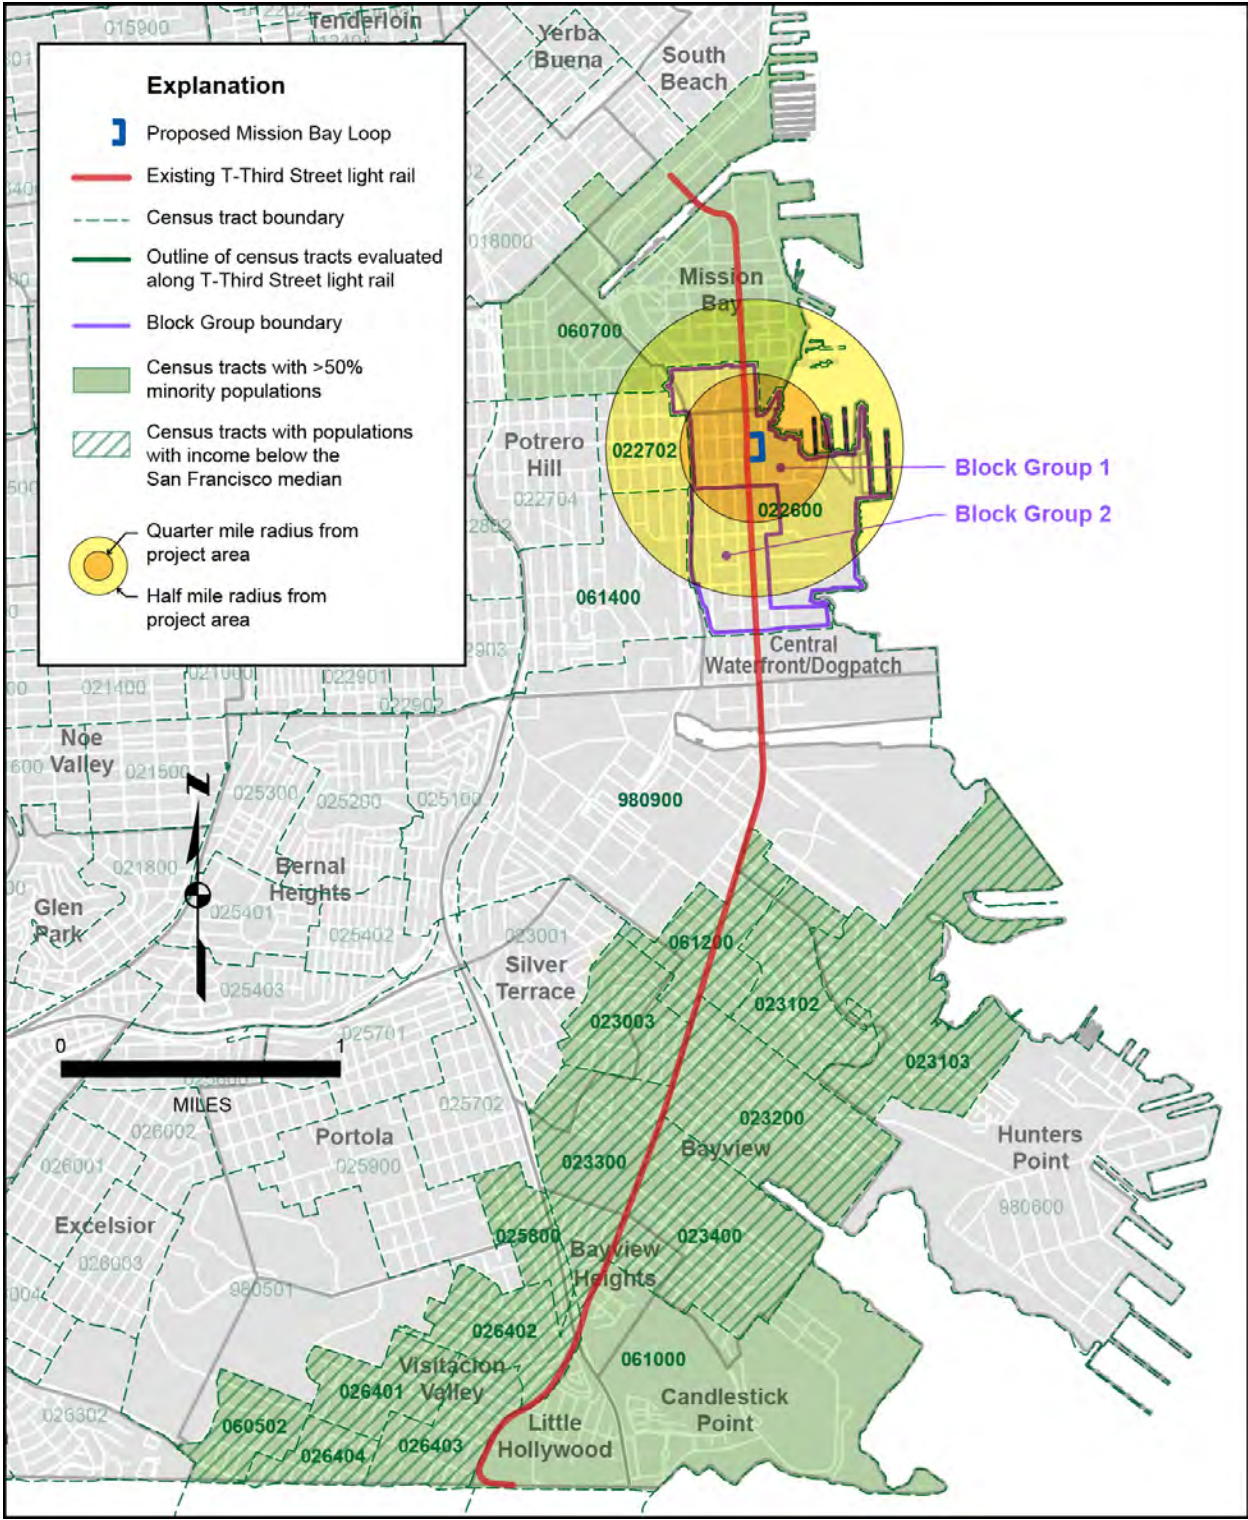 015900
Tenderloin
Yerba
Buena
South
Beach
Explanation
Proposed Mission Bay Loop
Existing T-Third Street light rail
Census tract boundary
Outline of census tracts evaluated
along T-Third Street light rail
Block Group boundary
Census tracts with >50%
minority populations
Census tracts with populations
with income below the
San Francisco median
Quarter mile radius from
project area
Half mile radius from
project area
018000
Mission
Bay
060700
Potrero
Hill
022704
022702
022600
Block Group 1
Block Group 2
061400
Central
Waterfront/Dogpatch
021400
021000
022901
022902
Noe
Valley
021500
025300
025200
025100
980900
Z
021800
Bernal
Heights
Glen
Park
025401
025402
025403
023001
Silver
Terrace
061200
023102
023003
023103
0
1
MILES
025701
025702
026002
Portola
025900
026001
023200
Bayview
023300
Hunters
Point
980600
Excelsior
026003
025800
023400
Bayview
Heights
980501
026402
061000
Visitacion
Valley
026401
Candlestick
Point
026302
060502
026404
026403
Little
Hollywood